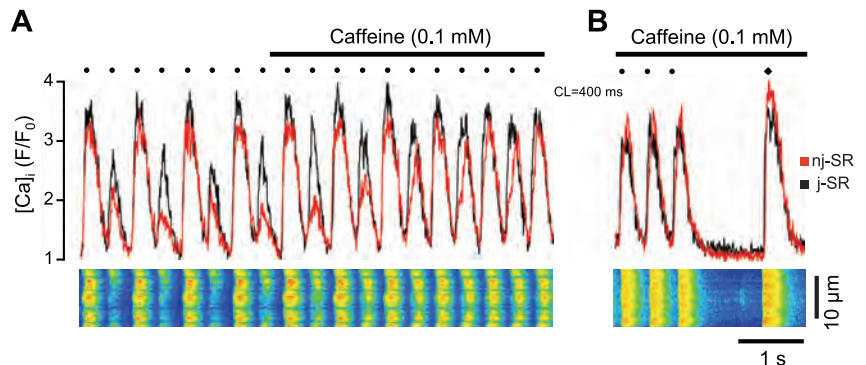 A
Caffeine (0.1 mM)
[Ca]i (F/F0)
4
3
2
1
B
Caffeine (0.1 mM)
CL=400 ms
nj-SR
j-SR
10 μm
1 s